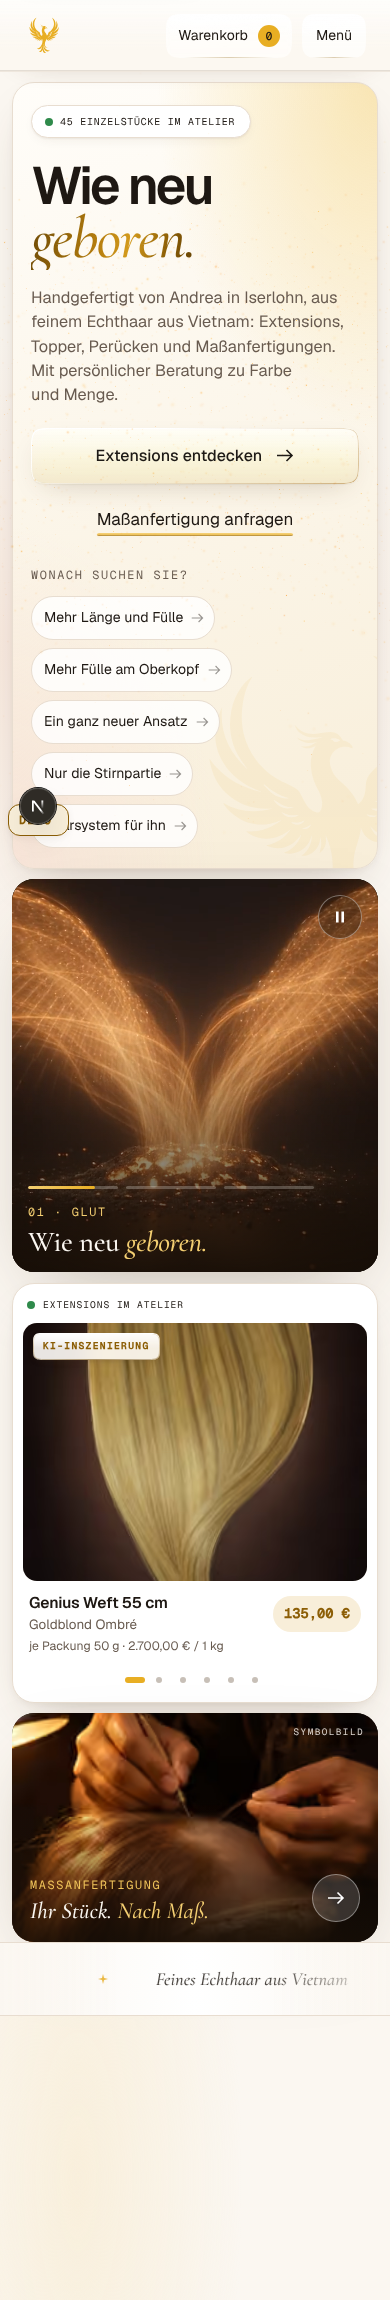 Warenkorb 0 Menü
45 EINZELSTÜCKE IM ATELIER
Wie neu
geboren.
Handgefertigt von Andrea in Iserlohn, aus
feinem Echthaar aus Vietnam: Extensions,
Topper, Perücken und Maßanfertigungen.
Mit persönlicher Beratung zu Farbe
und Menge.
Extensions entdecken →
Maßanfertigung anfragen
WONACH SUCHEN SIE?
Mehr Länge und Fülle →
Mehr Fülle am Oberkopf →
Ein ganz neuer Ansatz →
Nur die Stirnpartie →
N
für ihn →
01 · GLUT
Wie neu geboren.
EXTENSIONS IM ATELIER
KI-INSZENIERUNG
Genius Weft 55 cm
135,00 €
Goldblond Ombré
je Packung 50 g · 2.700,00 € / 1 kg
SYMBOLBILD
MASSANFERTIGUNG
Ihr Stück. Nach Maß.
Feines Echthaar aus Vietnam